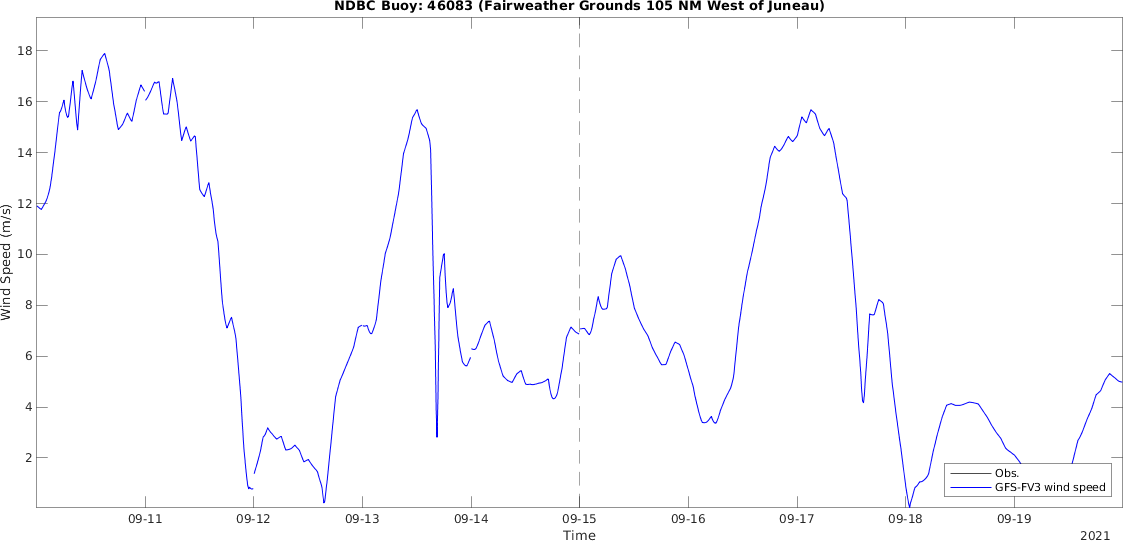 NDBC Buoy: 46083 (Fairweather Grounds 105 NM West of Juneau)
18
16
14
12
10
8
6
4
2
Wind Speed (m/s)
Obs.
GFS-FV3 wind speed
09-11 09-12 09-13 09-14 09-15 09-16 09-17 09-18 09-19
Time
2021